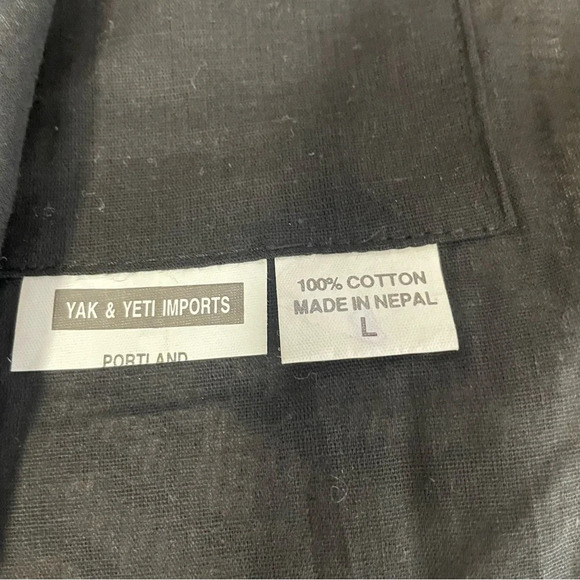 YAK & YETI IMPORTS
PORTLAND
100% COTTON
MADE IN NEPAL
L